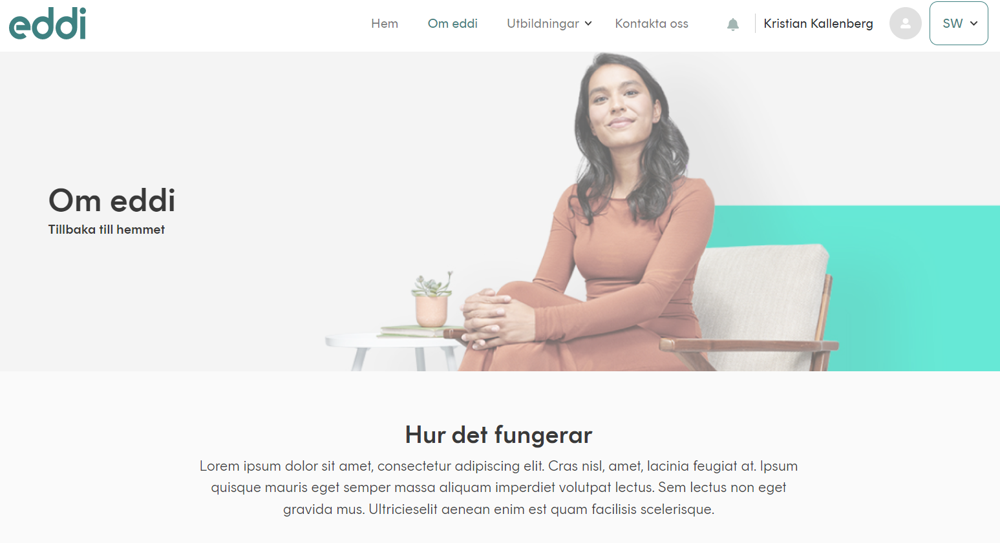 eddi
Hem Om eddi Utbildningar Kontakta oss Kristian Kallenberg SW
Om eddi
Tillbaka till hemmet
Hur det fungerar
Lorem ipsum dolor sit amet, consectetur adipiscing elit. Cras nisl, amet, lacinia feugiat at. Ipsum
quisque mauris eget semper massa aliquam imperdiet volutpat lectus. Sem lectus non eget
gravida mus. Ultricieselit aenean enim est quam facilisis scelerisque.